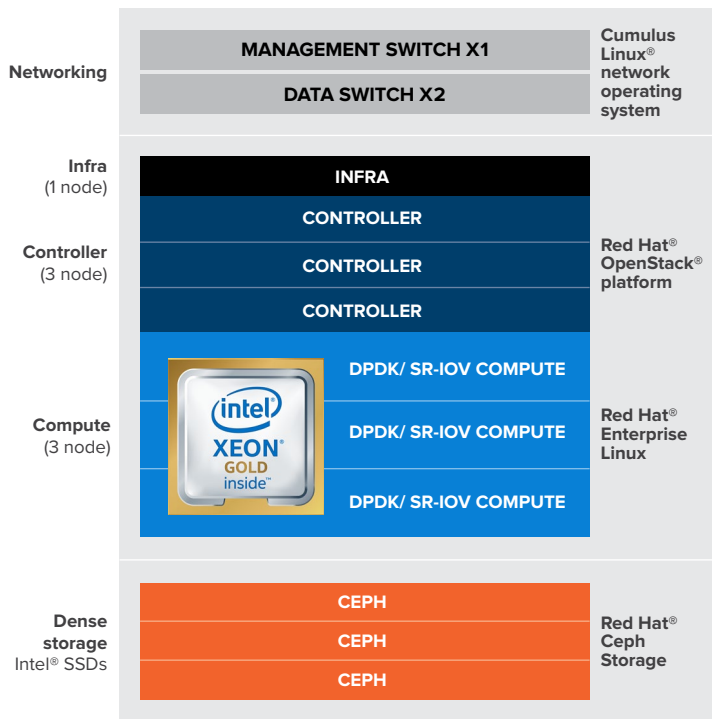 Networking
MANAGEMENT SWITCH X1
DATA SWITCH X2
Cumulus
Linux®
network
operating
system
Infra
(1 node)
INFRA
Controller
(3 node)
CONTROLLER
CONTROLLER
CONTROLLER
Red Hat®
OpenStack®
platform
Compute
(3 node)
(intel)
XEON®
GOLD
inside™
DPDK/ SR-IOV COMPUTE
DPDK/ SR-IOV COMPUTE
DPDK/ SR-IOV COMPUTE
Red Hat®
Enterprise
Linux
Dense
storage
Intel® SSDs
CEPH
CEPH
CEPH
Red Hat®
Ceph
Storage